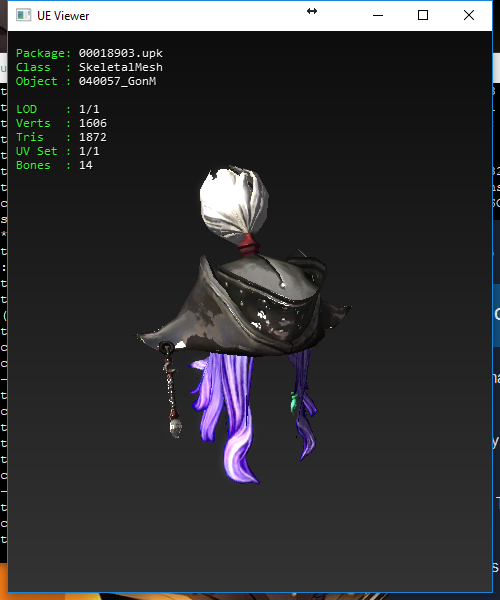 UE Viewer
Package: 00018903.upk
Class  : SkeletalMesh
Object : 040057_GonM
LOD    : 1/1
Verts  : 1606
Tris   : 1872
UV Set : 1/1
Bones  : 14